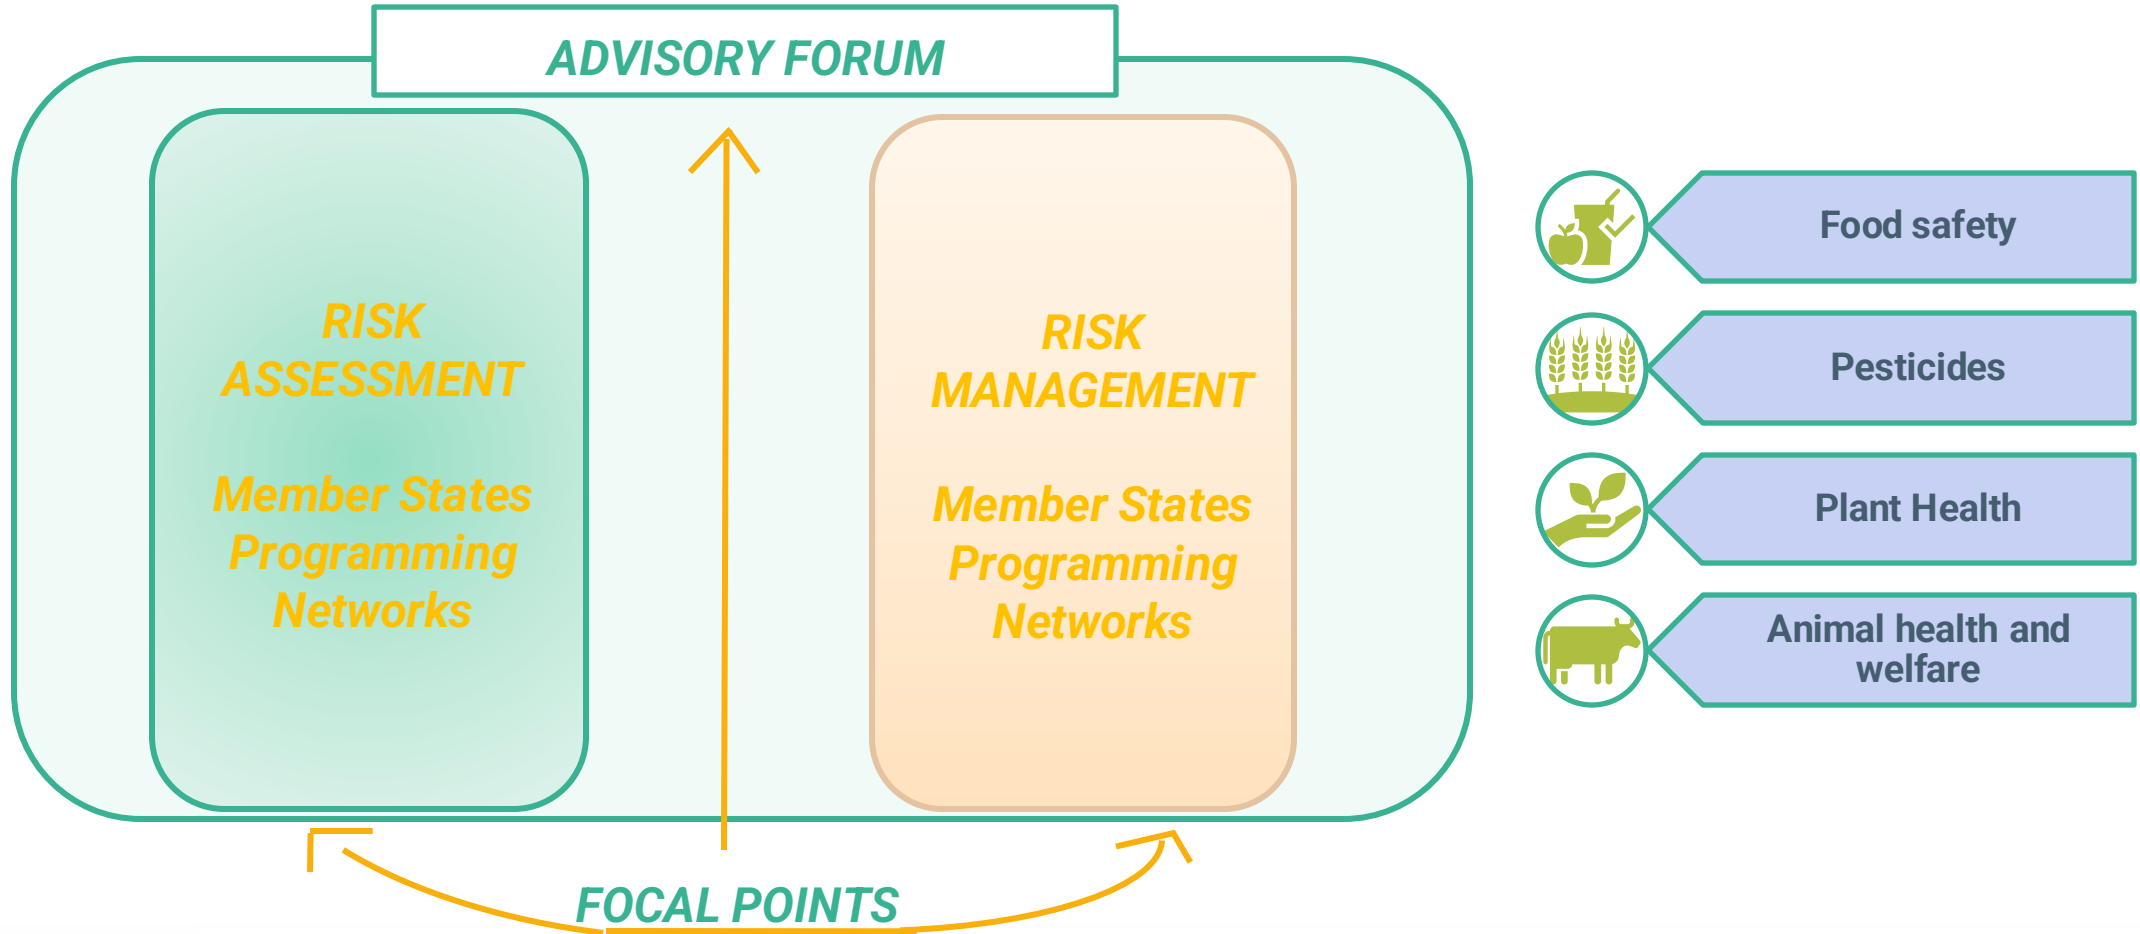 ADVISORY FORUM
RISK
ASSESSMENT
Member States
Programming
Networks
RISK
MANAGEMENT
Member States
Programming
Networks
FOCAL POINTS
Food safety
Pesticides
Plant Health
Animal health and
welfare